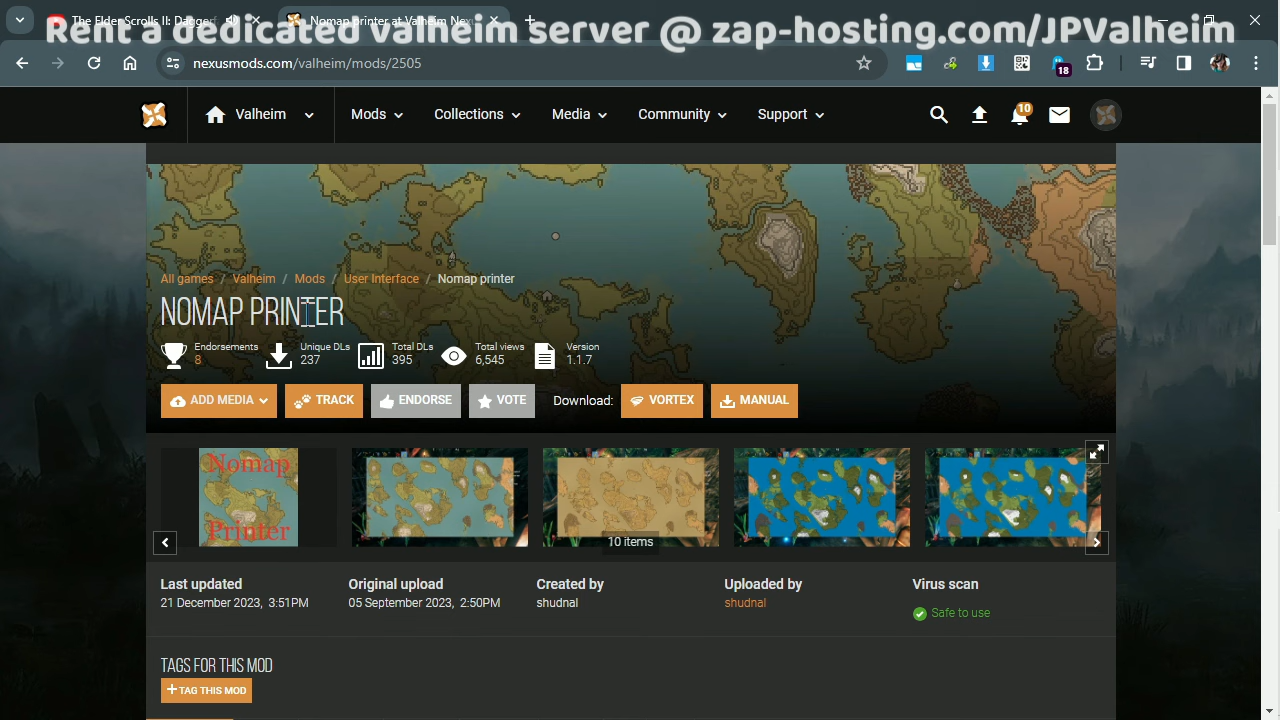 The Elder Scrolls II: Dagger
Nomap printer at Valheim Nexu
Rent a dedicated valheim server @ zap-hosting.com/JPValheim
nexusmods.com/valheim/mods/2505
18
Valheim
Mods
Collections
Media
Community
Support
10
All games / Valheim / Mods / User Interface / Nomap printer
NOMAP PRINTER
Endorsements
8
Unique DLs
237
Total DLs
395
Total views
6,545
Version
1.1.7
ADD MEDIA
TRACK
ENDORSE
VOTE
Download:
VORTEX
MANUAL
Nomap
Printer
10 items
Last updated
21 December 2023, 3:51PM
Original upload
05 September 2023, 2:50PM
Created by
shudnal
Uploaded by
shudnal
Virus scan
Safe to use
TAGS FOR THIS MOD
+ TAG THIS MOD